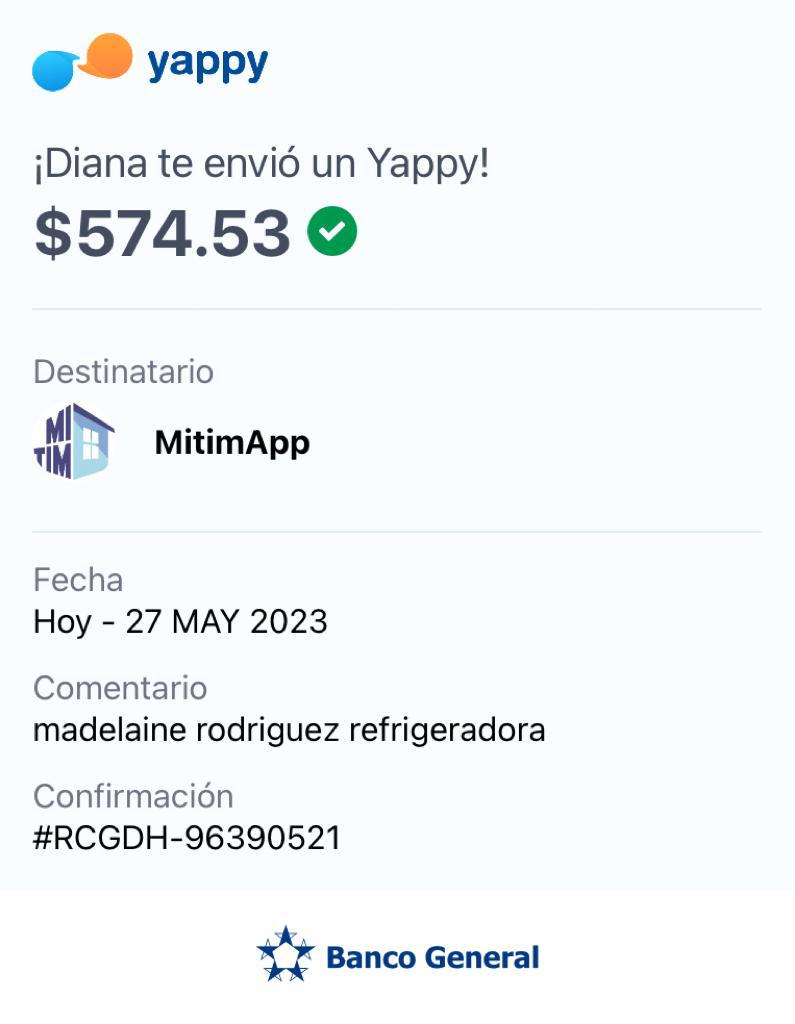 yappy
¡Diana te envió un Yappy!
$574.53
Destinatario
MI
TIM
MitimApp
Fecha
Hoy - 27 MAY 2023
Comentario
madelaine rodriguez refrigeradora
Confirmación
#RCGDH-96390521
Banco General